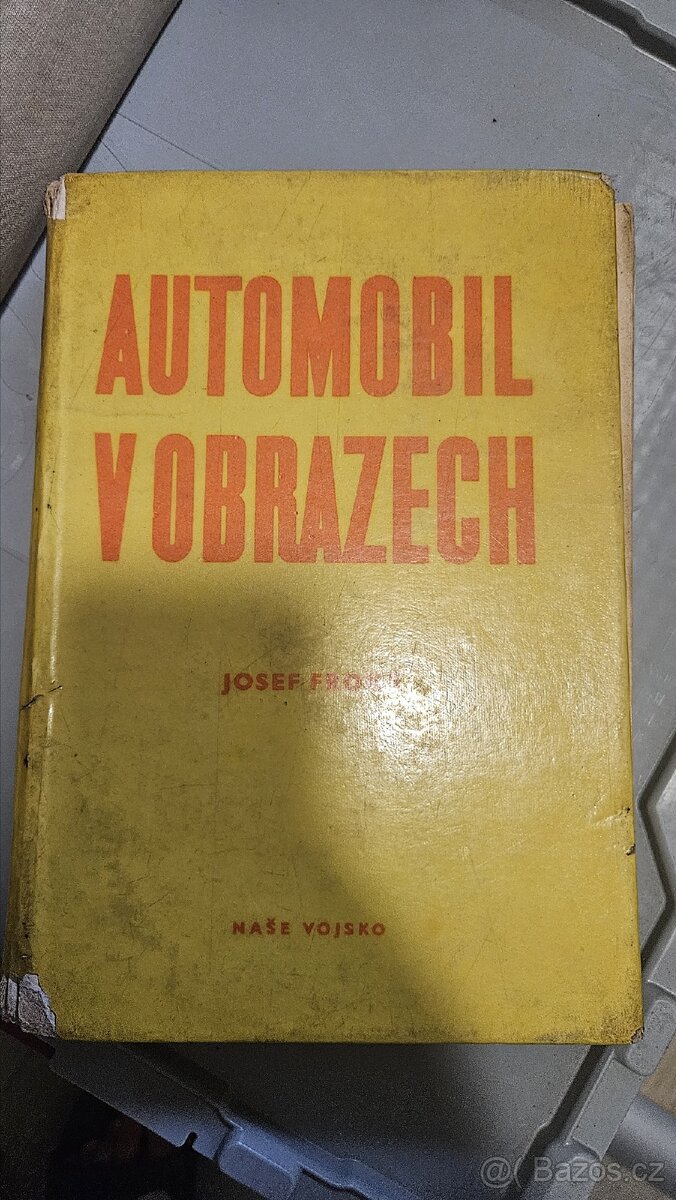 AUTOMOBIL
V OBRAZECH
JOSEF
NAŠE VOJSKO
@( Bazos.cz